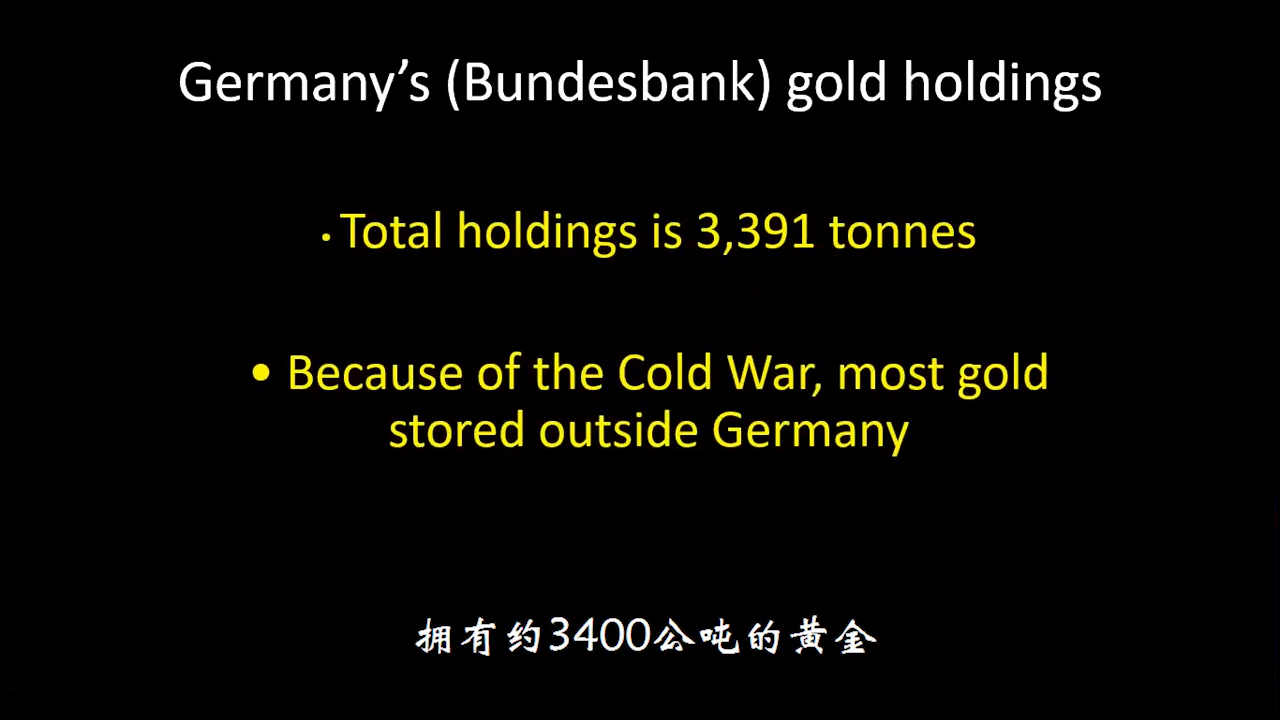 Germany’s (Bundesbank) gold holdings
• Total holdings is 3,391 tonnes
• Because of the Cold War, most gold
stored outside Germany
拥有约3400公吨的黄金